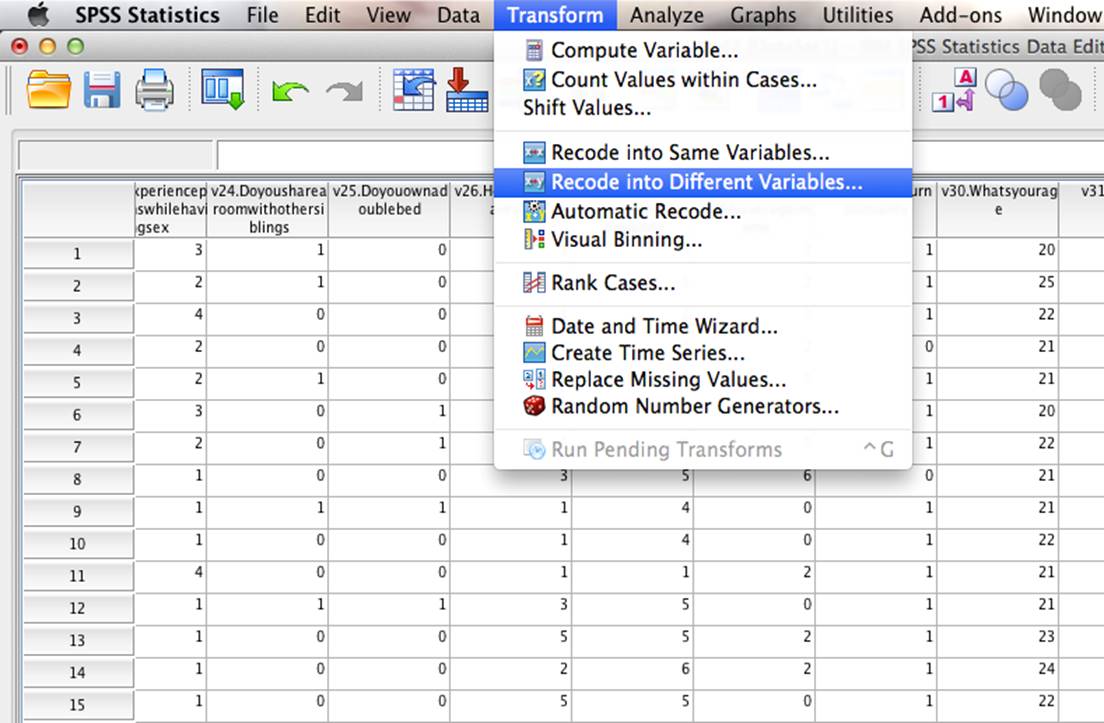 SPSS Statistics File Edit View Data Transform Analyze Graphs Utilities Add-ons Window
SPSS Statistics Data Edit
Compute Variable...
Count Values within Cases...
Shift Values...
Recode into Same Variables...
Recode into Different Variables...
Automatic Recode...
Visual Binning...
Rank Cases...
Date and Time Wizard...
Create Time Series...
Replace Missing Values...
Random Number Generators...
Run Pending Transforms ^G
A
1
xperiencep v24.Doyousharea v25.Doyouownad v26.H urn v30.Whatsyourag v31
swhilehavi roomwithothersi oublebed e
gsex blings
1 3 1 0 1 20
2 2 1 0 1 25
3 4 0 0 1 22
4 2 0 0 0 21
5 2 1 0 1 21
6 3 0 1 1 20
7 2 0 1 1 22
8 1 0 0 3 5 6 0 21
9 1 1 1 1 4 0 1 21
10 1 0 0 1 4 0 1 22
11 4 0 0 1 1 2 1 21
12 1 1 1 3 5 0 1 21
13 1 0 0 5 5 2 1 23
14 1 0 0 2 6 2 1 24
15 1 0 0 5 5 0 1 22